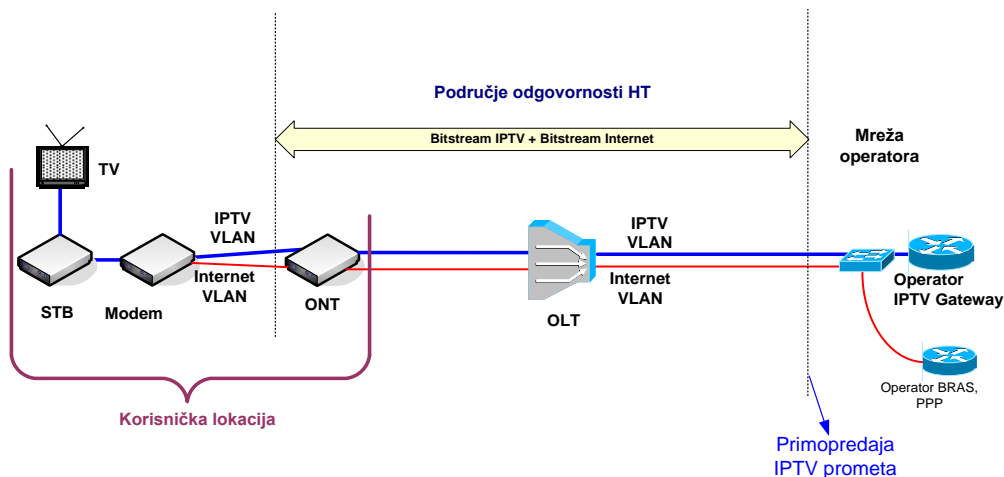 Područje odgovornosti HT
Bitstream IPTV + Bitstream Internet
Mreža
operatora
TV
IPTV
VLAN
Internet
VLAN
STB
Modem
ONT
OLT
IPTV
VLAN
Internet
VLAN
Operator
IPTV Gateway
Operator BRAS,
PPP
Korisnička lokacija
Primopredaja
IPTV prometa